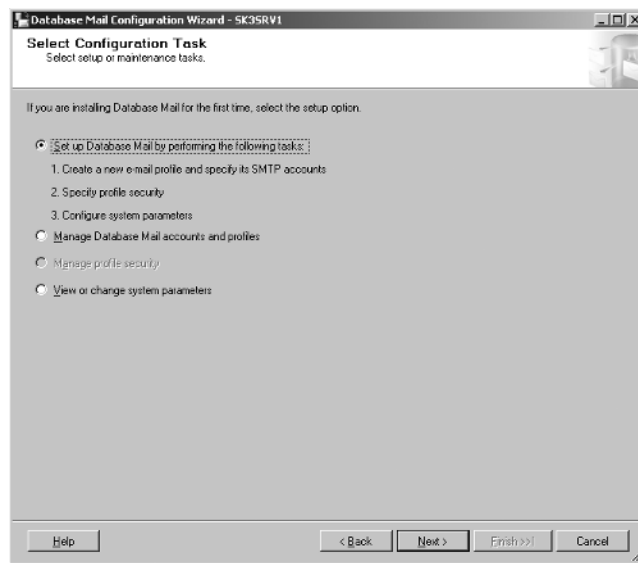 Database Mail Configuration Wizard - SK3SRV1
Select Configuration Task
Select setup or maintenance tasks.
If you are installing Database Mail for the first time, select the setup option.
Set up Database Mail by performing the following tasks:
1. Create a new e-mail profile and specify its SMTP accounts
2. Specify profile security
3. Configure system parameters
Manage Database Mail accounts and profiles
Manage profile security
View or change system parameters
Help
< Back
Next >
Finish >>|
Cancel